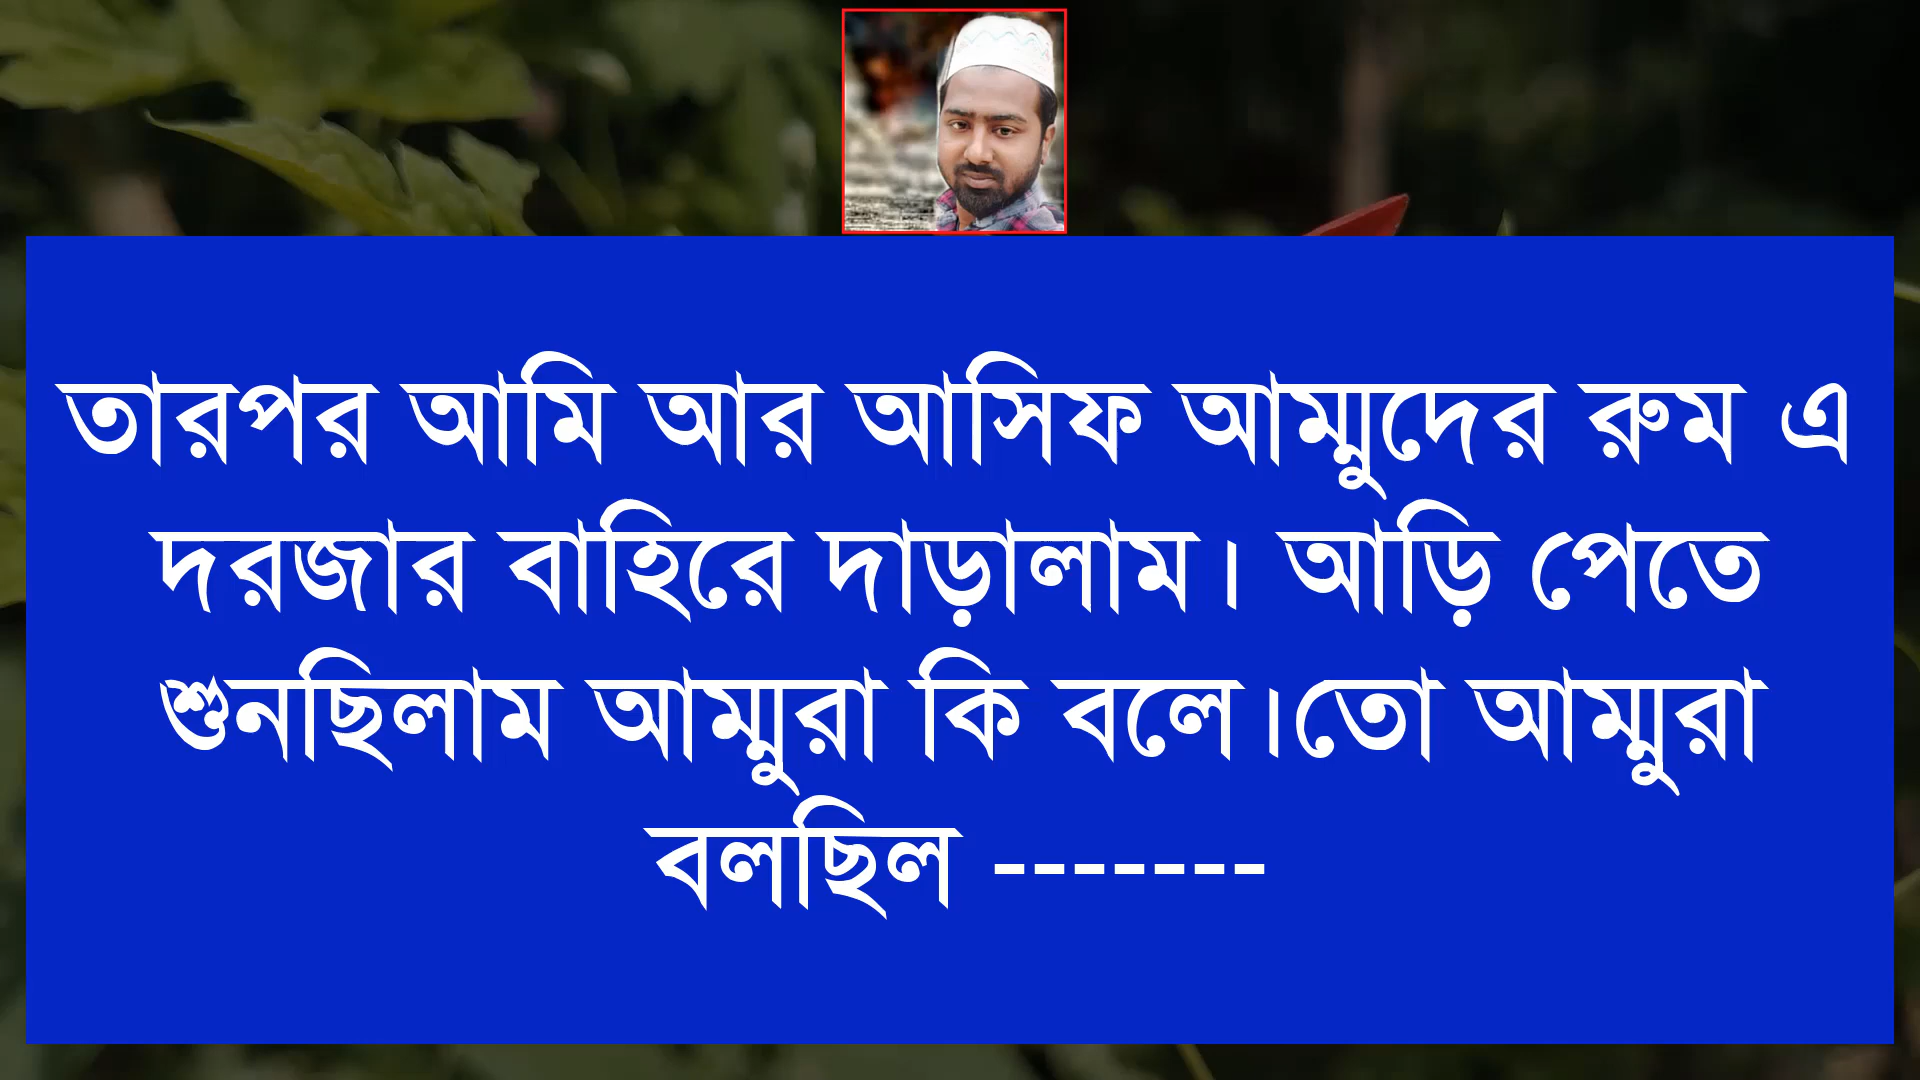 তারপর আমি আর আসিফ আম্মুদের রুম এ
দরজার বাহিরে দাড়ালাম। আড়ি পেতে
শুনছিলাম আম্মুরা কি বলে।তো আম্মুরা
বলছিল -------